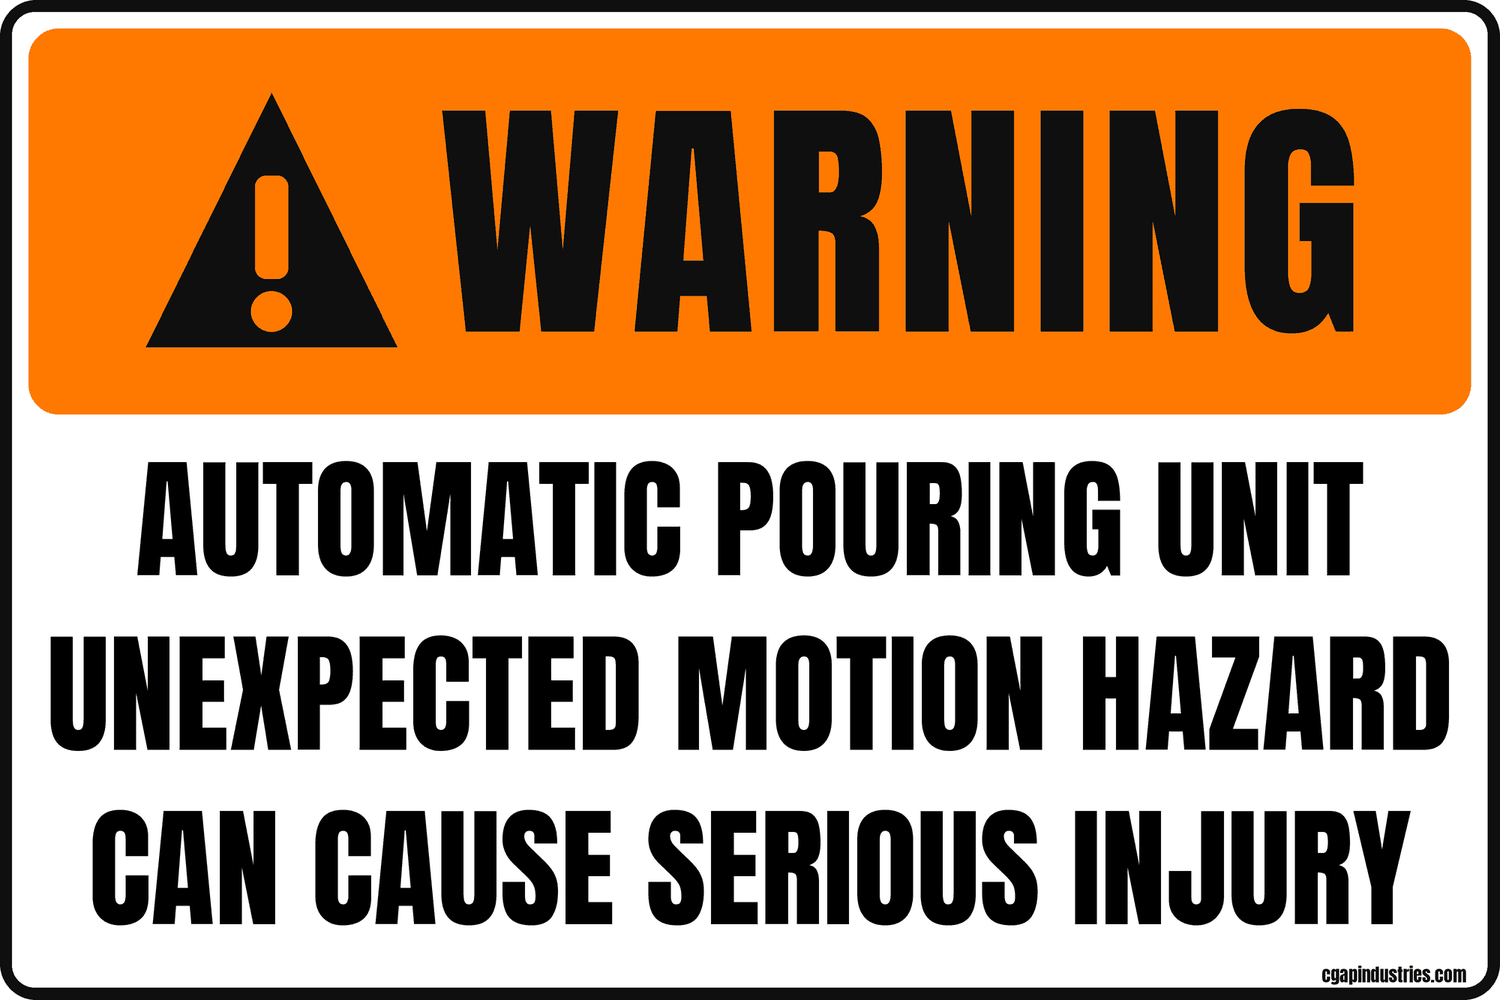 WARNING
AUTOMATIC POURING UNIT
UNEXPECTED MOTION HAZARD
CAN CAUSE SERIOUS INJURY
cgapindustries.com